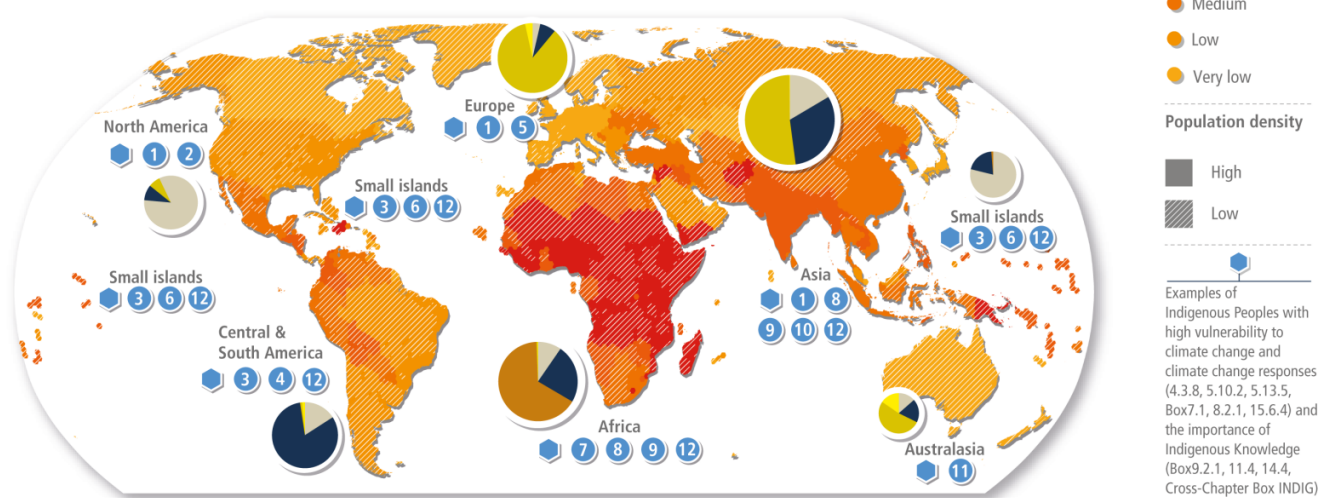 Medium
Low
Very low
Population density
High
Low
Examples of
Indigenous Peoples with
high vulnerability to
climate change and
climate change responses
(4.3.8, 5.10.2, 5.13.5,
Box7.1, 8.2.1, 15.6.4) and
the importance of
Indigenous Knowledge
(Box9.2.1, 11.4, 14.4,
Cross-Chapter Box INDIG)
North America
1 2
Europe
1 5
Small islands
3 6 12
Small islands
3 6 12
Small islands
3 6 12
Asia
1 8
9 10 12
Central &
South America
3 4 12
Africa
7 8 9 12
Australasia
11